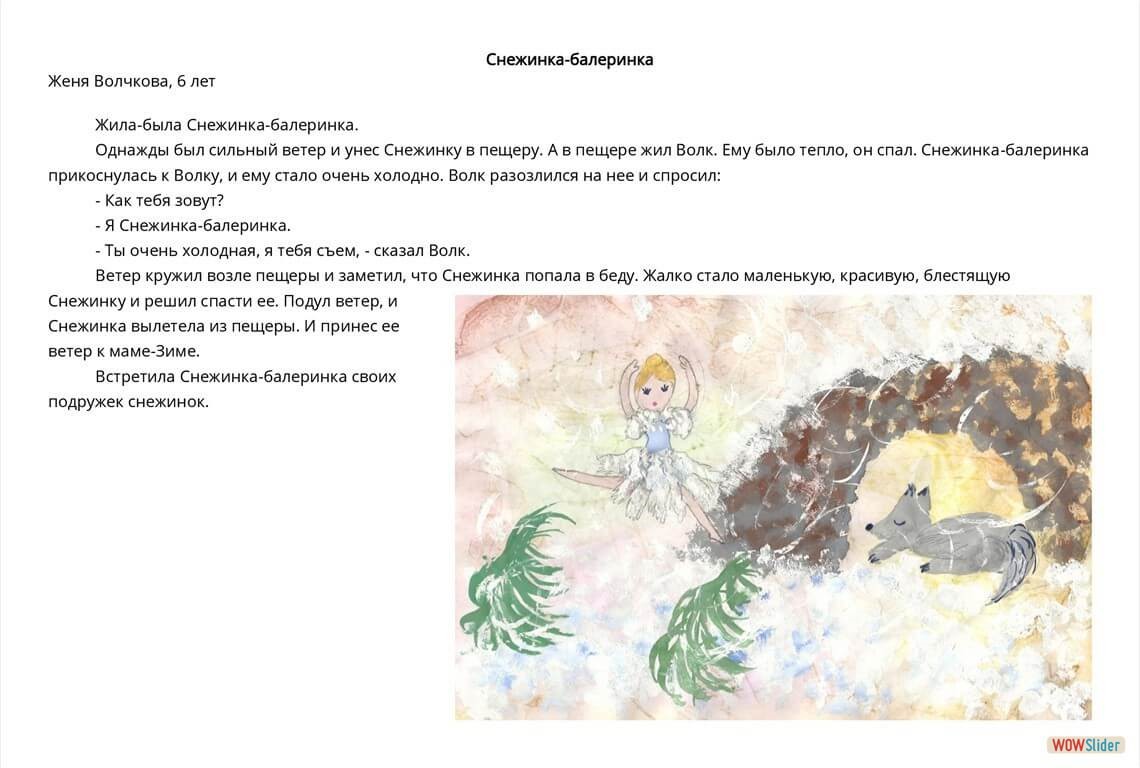 Снежинка-балеринка
Женя Волчкова, 6 лет
Жила-была Снежинка-балеринка.
Однажды был сильный ветер и унес Снежинку в пещеру. А в пещере жил Волк. Ему было тепло, он спал. Снежинка-балеринка
прикоснулась к Волку, и ему стало очень холодно. Волк разозлился на нее и спросил:
- Как тебя зовут?
- Я Снежинка-балеринка.
- Ты очень холодная, я тебя съем, - сказал Волк.
Ветер кружил возле пещеры и заметил, что Снежинка попала в беду. Жалко стало маленькую, красивую, блестящую
Снежинку и решил спасти ее. Подул ветер, и
Снежинка вылетела из пещеры. И принес ее
ветер к маме-Зиме.
Встретила Снежинка-балеринка своих
подружек снежинок.
WOWSlider